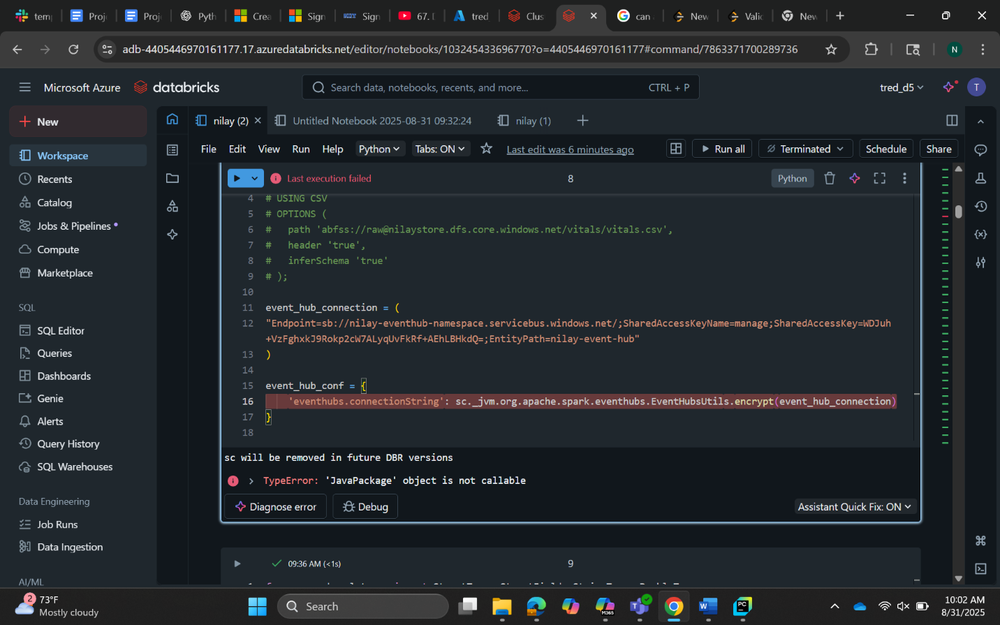 temp
Proj
Proj
Pyth
Crea
Sign
Sign
67. D
tred
Clus
can
New
Valid
New
adb-4405446970161177.17.azuredatabricks.net/editor/notebooks/103245433696770?o=4405446970161177#command/7863371700289736
N
Microsoft Azure
databricks
Search data, notebooks, recents, and more...
CTRL + P
tred_d5
T
New
nilay (2)
Untitled Notebook 2025-08-31 09:32:24
nilay (1)
File Edit View Run Help
Python
Tabs: ON
Last edit was 6 minutes ago
Run all
Terminated
Schedule
Share
Workspace
Recents
Catalog
Jobs & Pipelines
Compute
Marketplace
SQL
SQL Editor
Queries
Dashboards
Genie
Alerts
Query History
SQL Warehouses
Data Engineering
Job Runs
Data Ingestion
AI/ML
Last execution failed
8
Python
4 # USING CSV
5 # OPTIONS (
6 #   path 'abfss://raw@nilaystore.dfs.core.windows.net/vitals/vitals.csv',
7 #   header 'true',
8 #   inferSchema 'true'
9 # );
10
11 event_hub_connection = (
12 "Endpoint=sb://nilay-eventhub-namespace.servicebus.windows.net/;SharedAccessKeyName=manage;SharedAccessKey=WDJuh
+VzFghxkJ9Rokp2cW7ALyqUvFkRf+AEhLBHkdQ=;EntityPath=nilay-event-hub"
13 )
14
15 event_hub_conf = {
16     'eventhubs.connectionString': sc._jvm.org.apache.spark.eventhubs.EventHubsUtils.encrypt(event_hub_connection)
17 }
18
sc will be removed in future DBR versions
TypeError: 'JavaPackage' object is not callable
Diagnose error
Debug
Assistant Quick Fix: ON
09:36 AM (<1s)
9
2
73°F
Mostly cloudy
Search
M365
10:02 AM
8/31/2025